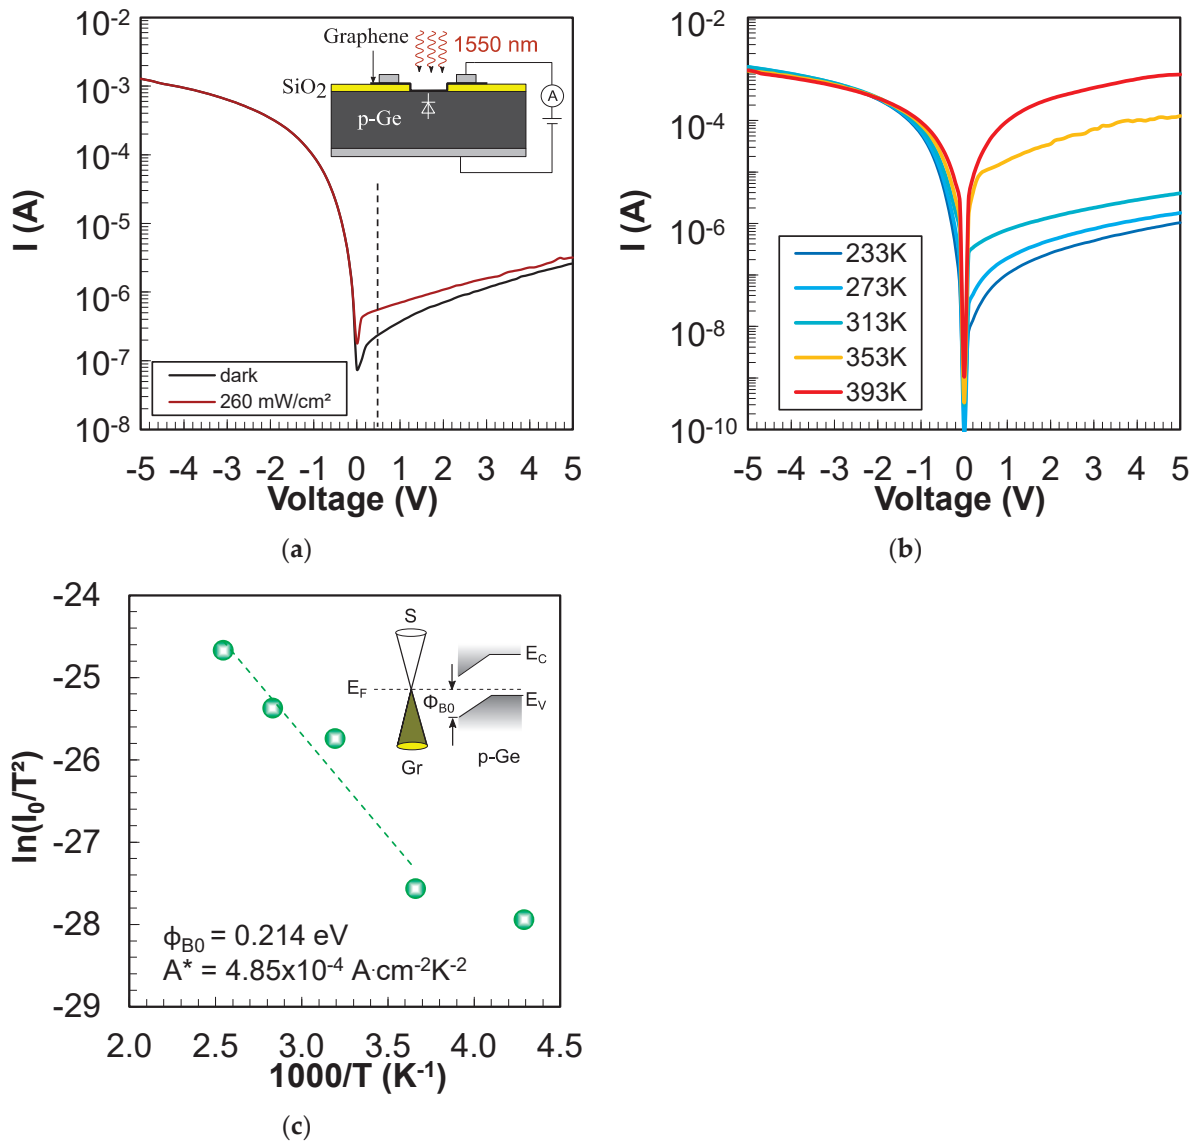 10⁻²
10⁻³
10⁻⁴
10⁻⁵
10⁻⁶
10⁻⁷
10⁻⁸
I (A)
-5 -4 -3 -2 -1 0 1 2 3 4 5
Voltage (V)
Graphene
1550 nm
SiO₂
p-Ge
A
dark
260 mW/cm²
(a)
10⁻²
10⁻⁴
10⁻⁶
10⁻⁸
10⁻¹⁰
I (A)
233K
273K
313K
353K
393K
-5 -4 -3 -2 -1 0 1 2 3 4 5
Voltage (V)
(b)
-24
-25
-26
-27
-28
-29
ln(I₀/T²)
S
E_C
E_F
Φ_B0
E_V
Gr
p-Ge
ϕ_B0 = 0.214 eV
A* = 4.85x10⁻⁴ A·cm⁻²K⁻²
2.0 2.5 3.0 3.5 4.0 4.5
1000/T (K⁻¹)
(c)